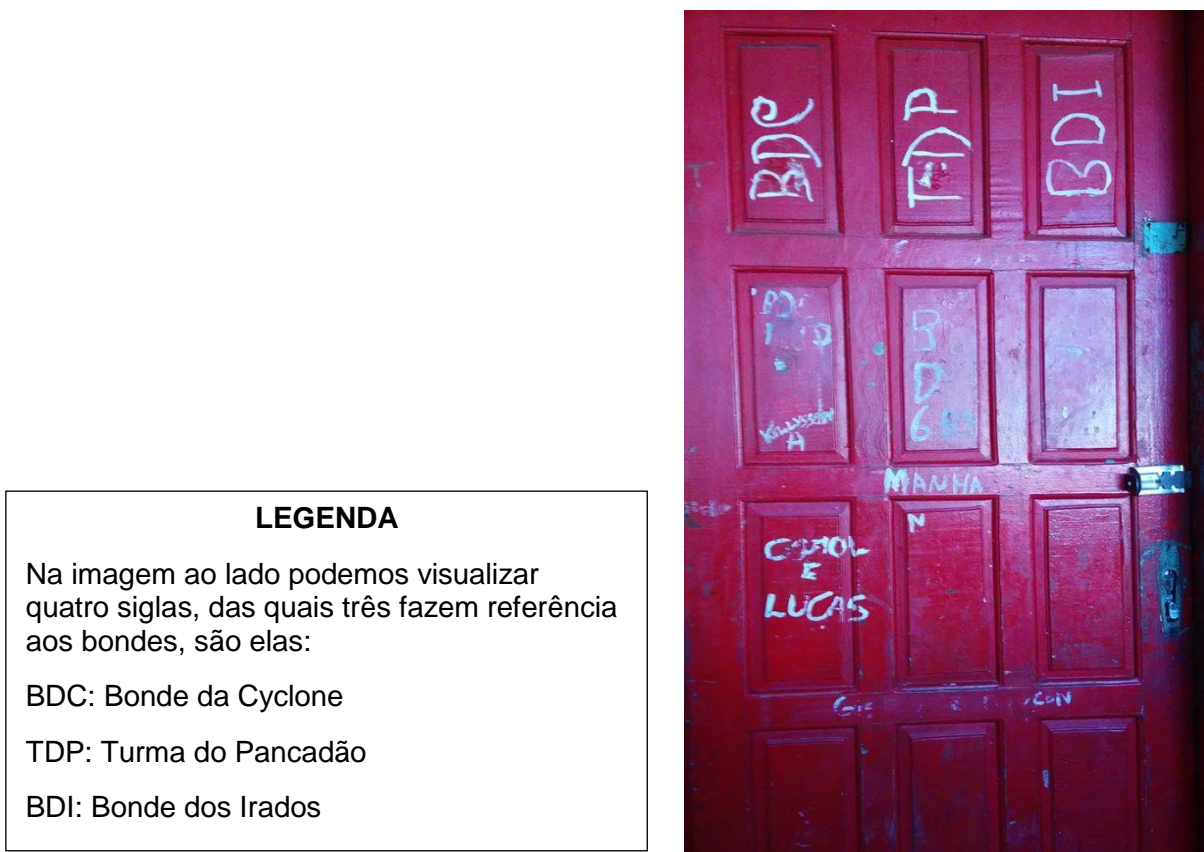 LEGENDA
Na imagem ao lado podemos visualizar
quatro siglas, das quais três fazem referência
aos bondes, são elas:
BDC: Bonde da Cyclone
TDP: Turma do Pancadão
BDI: Bonde dos Irados
BDC
TDP
BDI
B
D
6
MANHA
N
CAROL
E
LUCAS